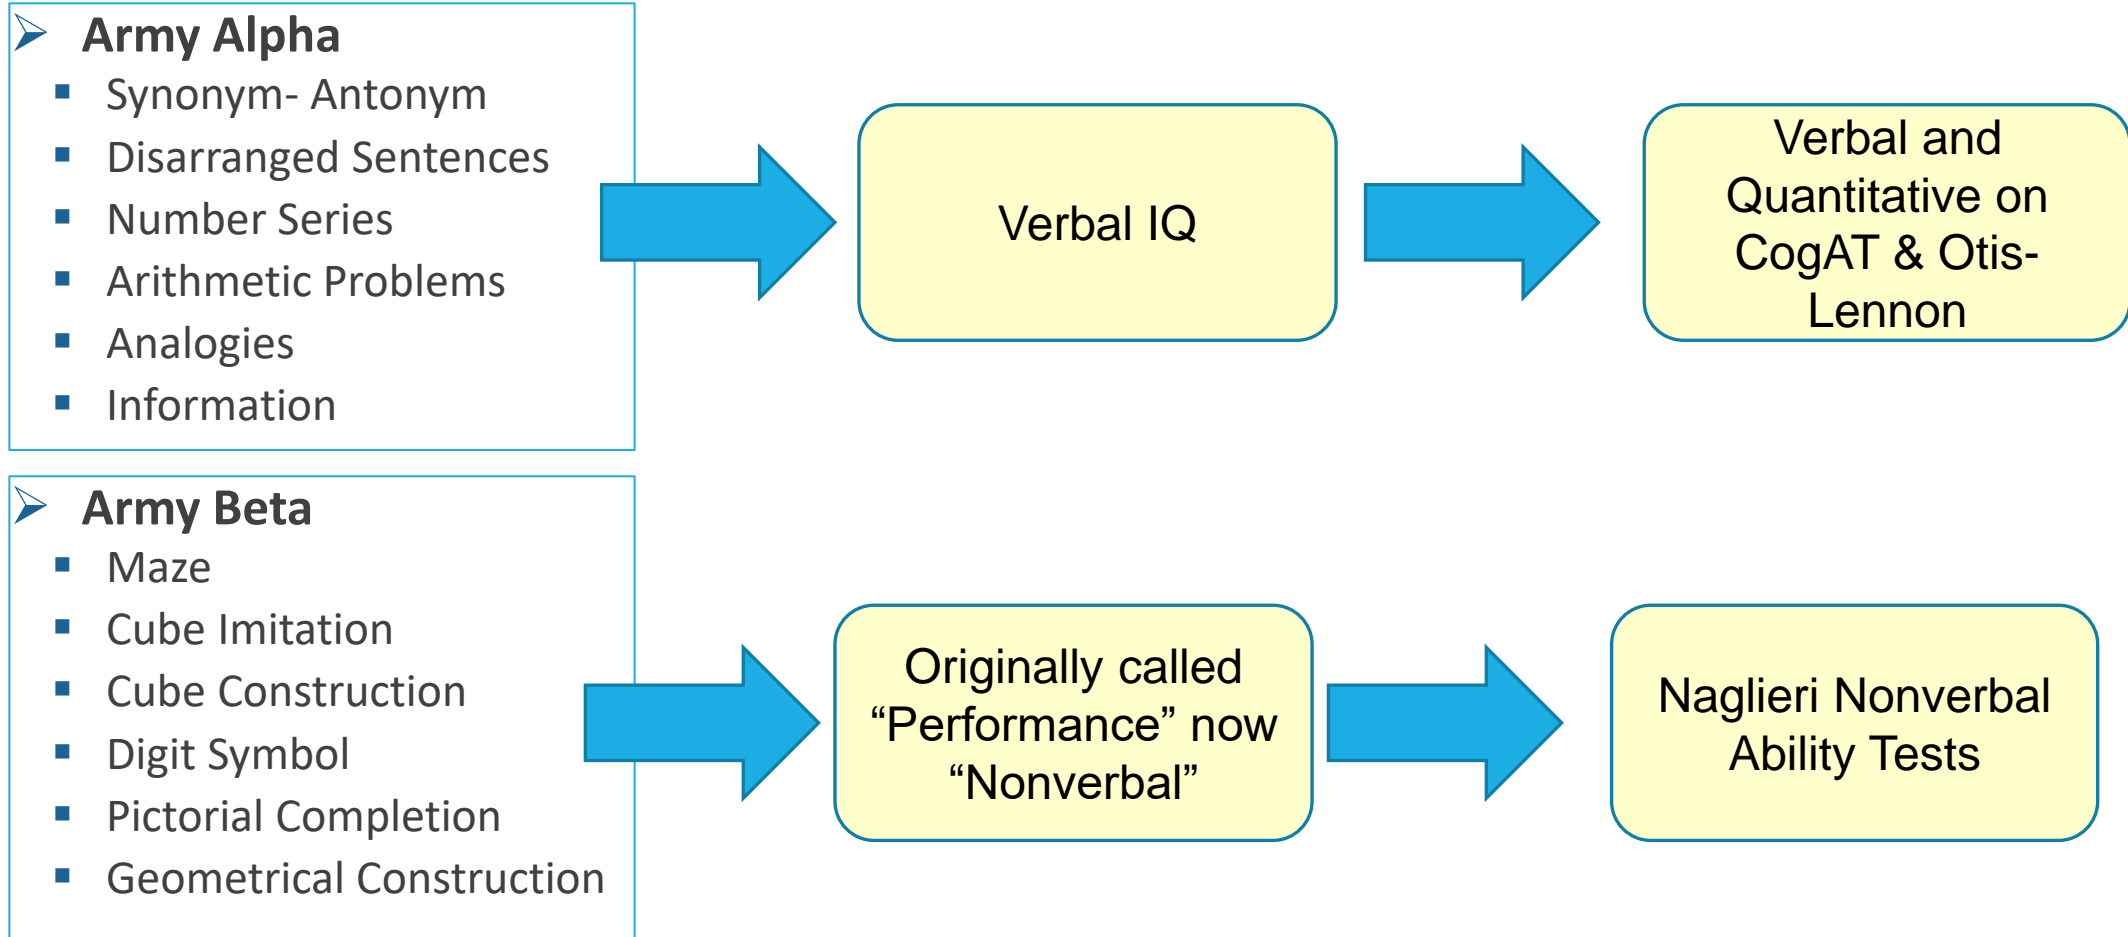 Army Alpha
Synonym- Antonym
Disarranged Sentences
Number Series
Arithmetic Problems
Analogies
Information
Verbal IQ
Verbal and
Quantitative on
CogAT & Otis-
Lennon
Army Beta
Maze
Cube Imitation
Cube Construction
Digit Symbol
Pictorial Completion
Geometrical Construction
Originally called
“Performance” now
“Nonverbal”
Naglieri Nonverbal
Ability Tests